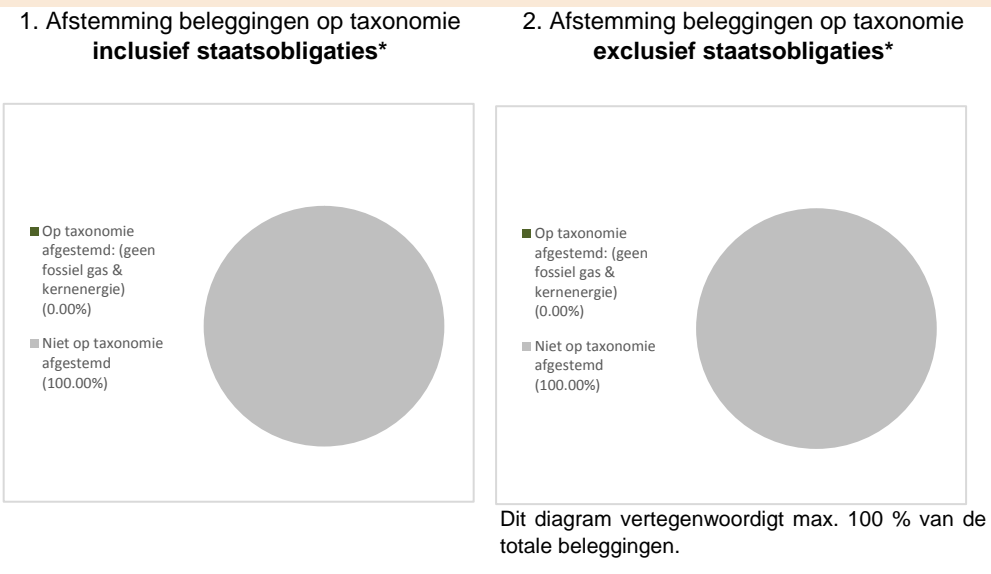 1. Afstemming beleggingen op taxonomie
inclusief staatsobligaties*
Op taxonomie
afgestemd: (geen
fossiel gas &
kernenergie)
(0.00%)
Niet op taxonomie
afgestemd
(100.00%)
2. Afstemming beleggingen op taxonomie
exclusief staatsobligaties*
Op taxonomie
afgestemd: (geen
fossiel gas &
kernenergie)
(0.00%)
Niet op taxonomie
afgestemd
(100.00%)
Dit diagram vertegenwoordigt max. 100 % van de
totale beleggingen.